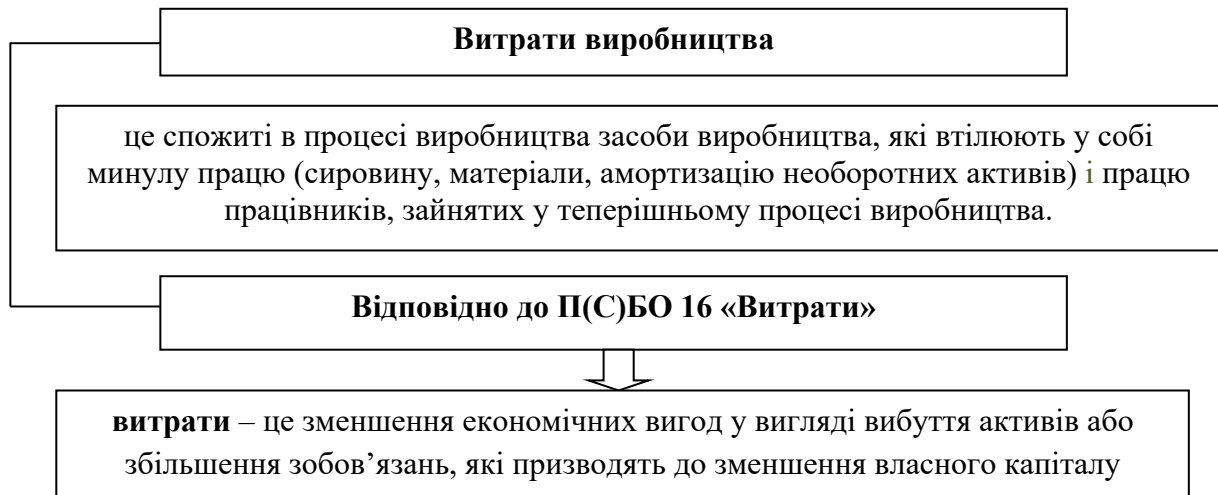 Витрати виробництва
це спожиті в процесі виробництва засоби виробництва, які втілюють у собі
минулу працю (сировину, матеріали, амортизацію необоротних активів) і працю
працівників, зайнятих у теперішньому процесі виробництва.
Відповідно до П(С)БО 16 «Витрати»
витрати – це зменшення економічних вигод у вигляді вибуття активів або
збільшення зобов’язань, які призводять до зменшення власного капіталу